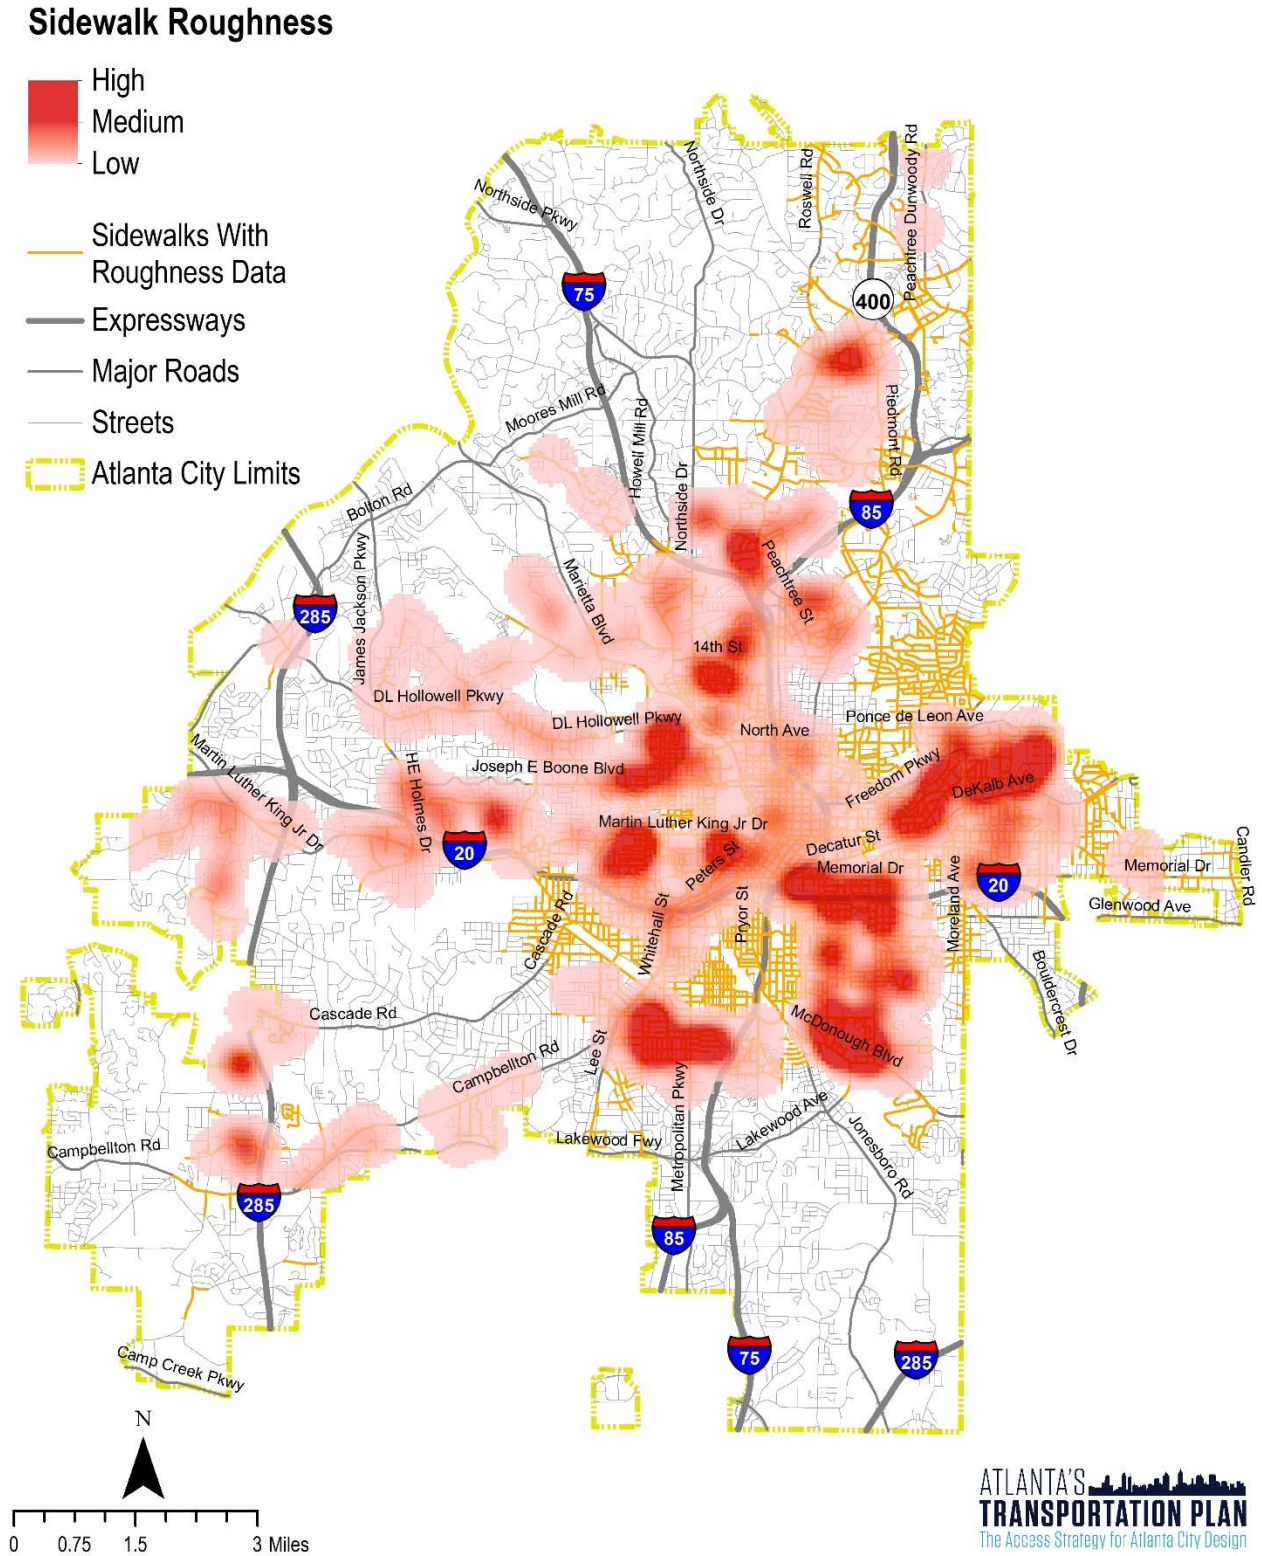 Sidewalk Roughness
High
Medium
Low
Sidewalks With
Roughness Data
Expressways
Major Roads
Streets
Atlanta City Limits
Northside Pkwy
Northside Dr
Roswell Rd
Peachtree Dunwoody Rd
75
400
Moores Mill Rd
Howell Mill Rd
Piedmont Rd
Bolton Rd
Northside Dr
85
James Jackson Pkwy
Marietta Blvd
Peachtree St
285
14th St
DL Hollowell Pkwy
DL Hollowell Pkwy
North Ave
Ponce de Leon Ave
Martin Luther King Jr Dr
HE Holmes Dr
Joseph E Boone Blvd
Freedom Pkwy
DeKalb Ave
Martin Luther King Jr Dr
20
Peters St
Decatur St
Memorial Dr
Memorial Dr
Candler Rd
20
Glenwood Ave
Moreland Ave
Cascade Rd
Whitehall St
Pryor St
Bouldercrest Dr
Cascade Rd
McDonough Blvd
Lee St
Campbellton Rd
Metropolitan Pkwy
Lakewood Ave
Jonesboro Rd
Lakewood Fwy
Campbellton Rd
285
85
75
285
Camp Creek Pkwy
N
0 0.75 1.5 3 Miles
ATLANTA'S
TRANSPORTATION PLAN
The Access Strategy for Atlanta City Design